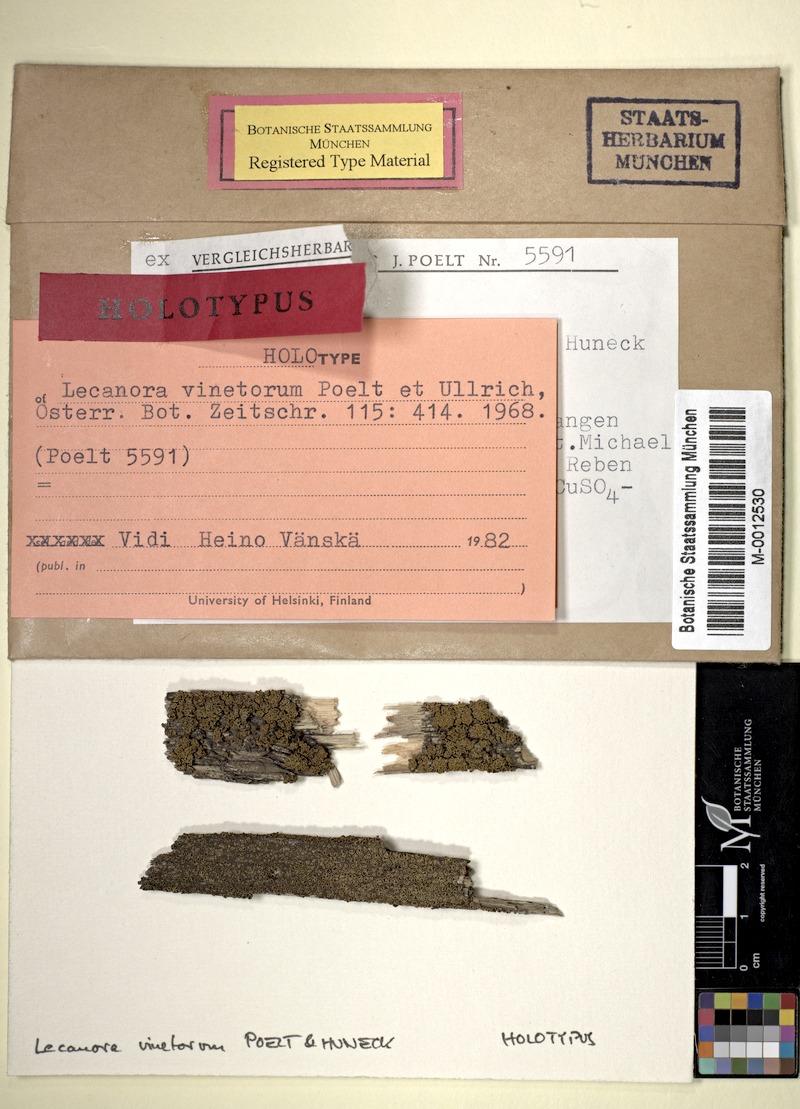 BOTANISCHE STAATSSAMMLUNG
MÜNCHEN
Registered Type Material
STAATS-
HERBARIUM
MÜNCHEN
ex VERGLEICHSHERBAR J. POELT Nr. 5591
HOLOTYPUS
Huneck
HOLOTYPE
of Lecanora vinetorum Poelt et Ullrich,
Österr. Bot. Zeitschr. 115: 414. 1968.
(Poelt 5591)
=
angen
t.Michael
Reben
CuSO4-
xxxxxx Vidi Heino Vänskä 1982
(publ. in )
University of Helsinki, Finland
Botanische Staatssammlung München
M-0012530
BOTANISCHE
STAATSSAMMLUNG
MÜNCHEN
0 1 2
cm
copyright reserved
Lecanora vinetorum POELT & HUNECK HOLOTYPUS